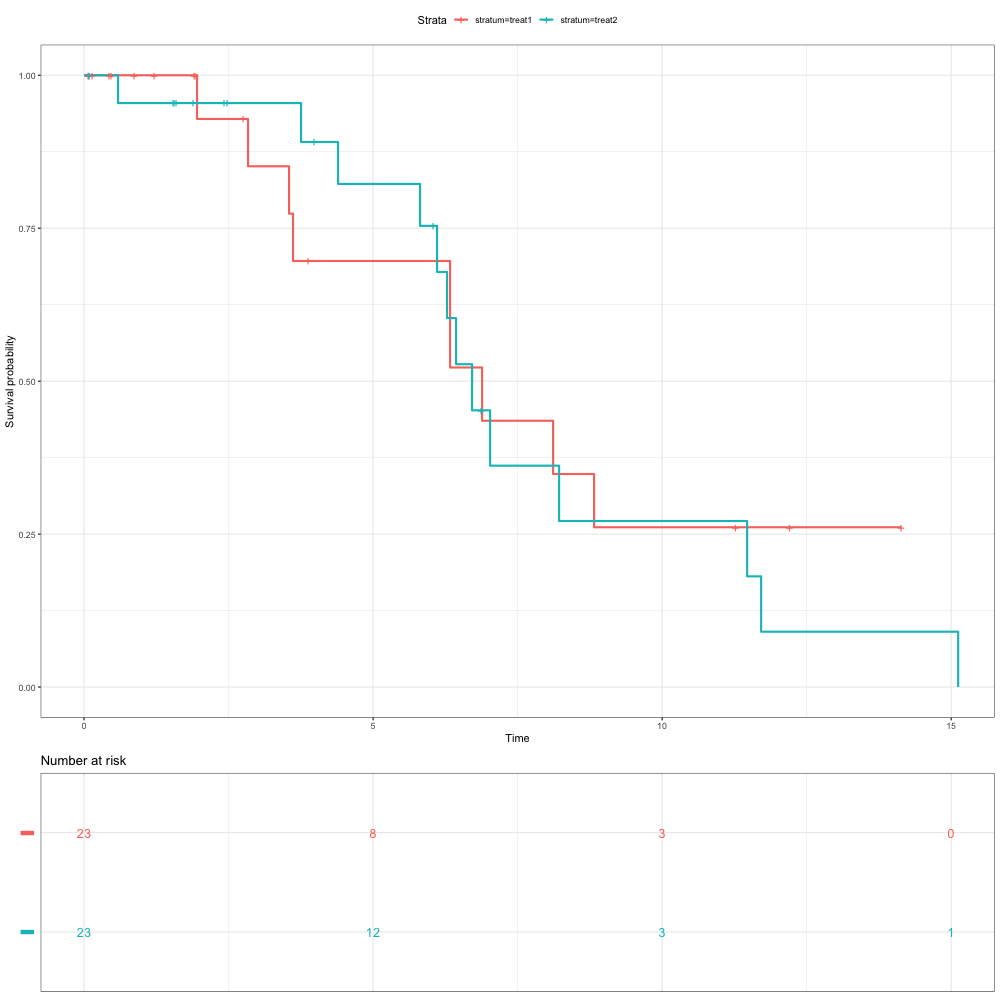 Strata stratum=treat1 stratum=treat2
1.00
0.75
0.50
0.25
0.00
Survival probability
0 5 10 15
Time
Number at risk
23 8 3 0
23 12 3 1